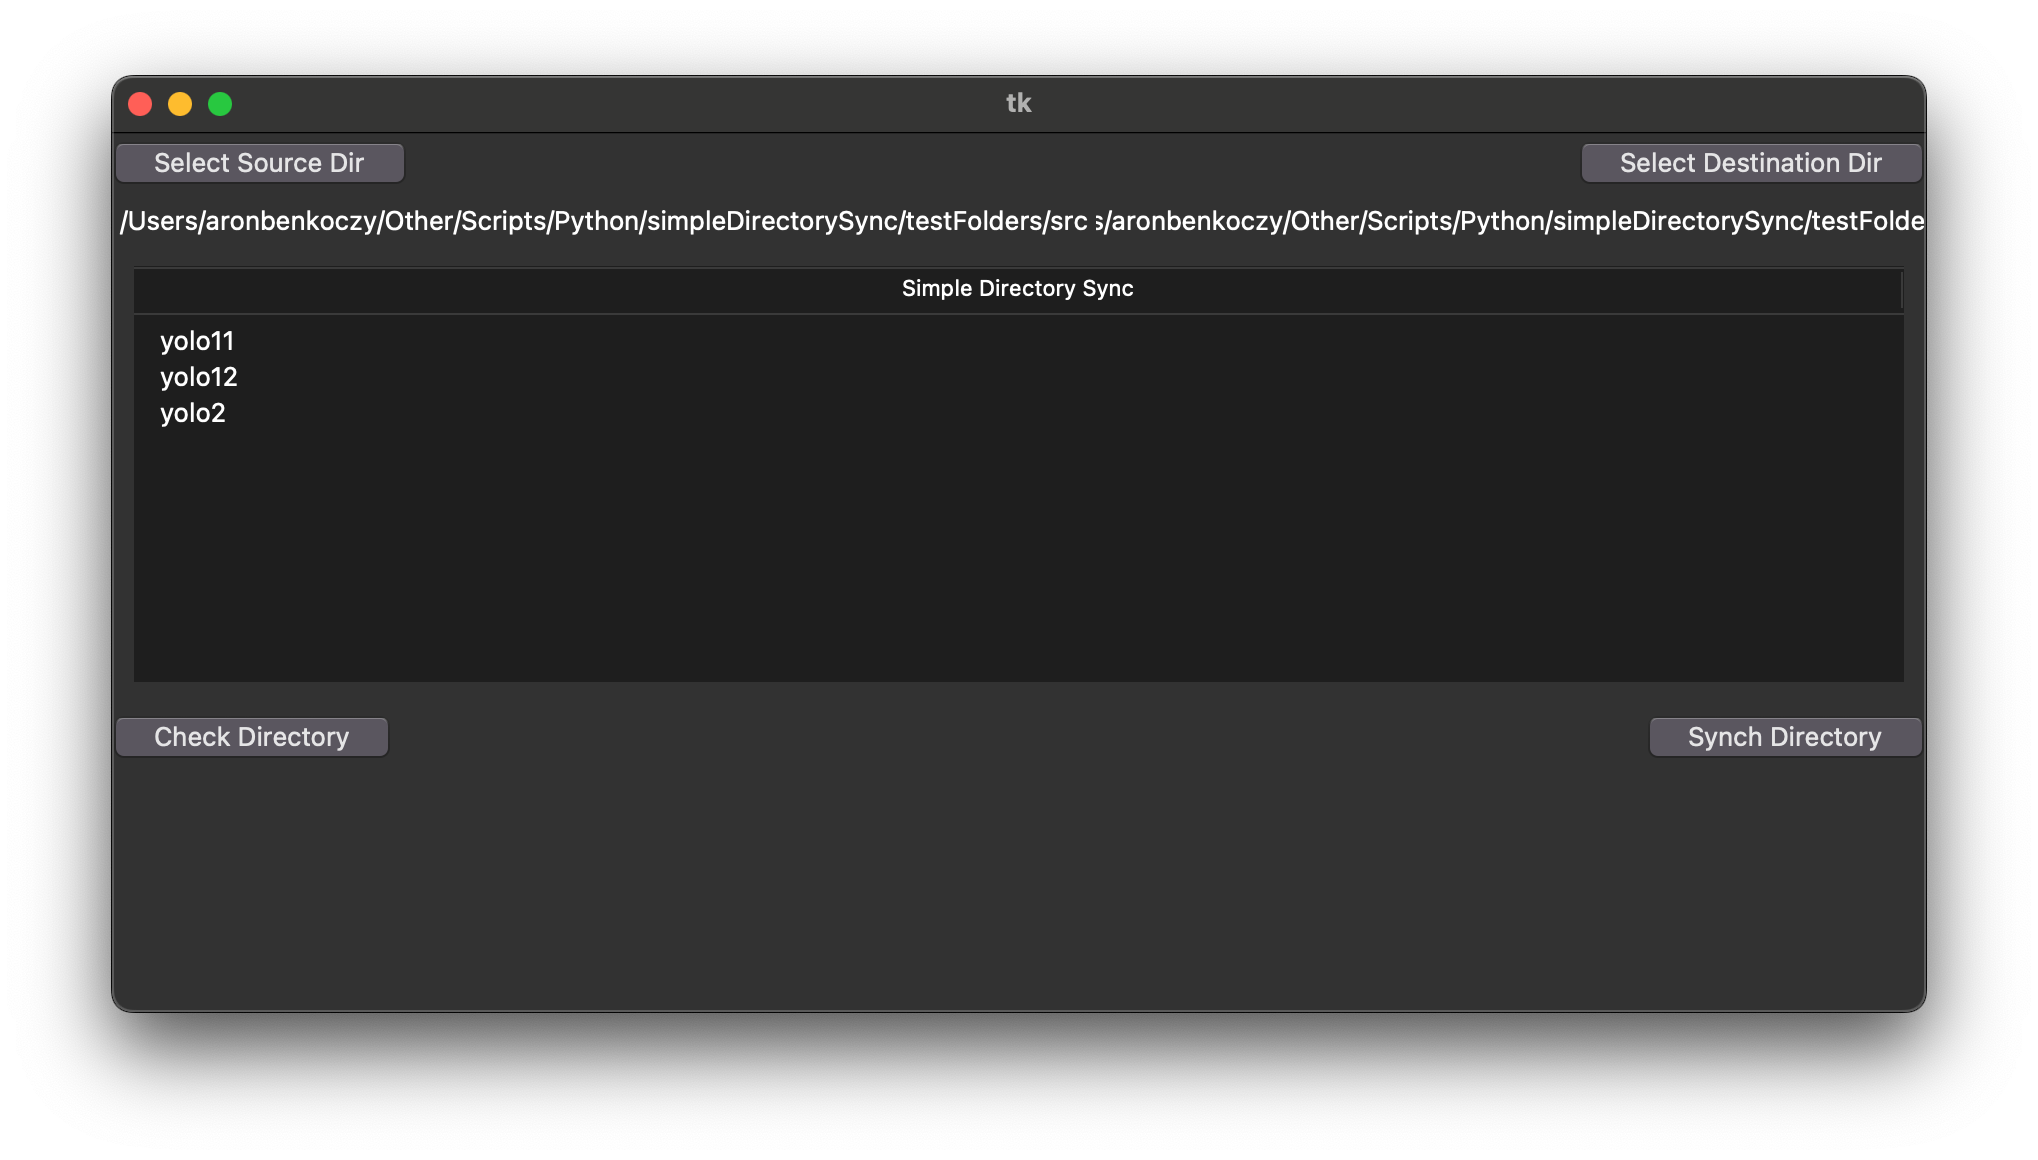 tk
Select Source Dir
Select Destination Dir
/Users/aronbenkoczy/Other/Scripts/Python/simpleDirectorySync/testFolders/src
s/aronbenkoczy/Other/Scripts/Python/simpleDirectorySync/testFolde
Simple Directory Sync
yolo11
yolo12
yolo2
Check Directory
Synch Directory